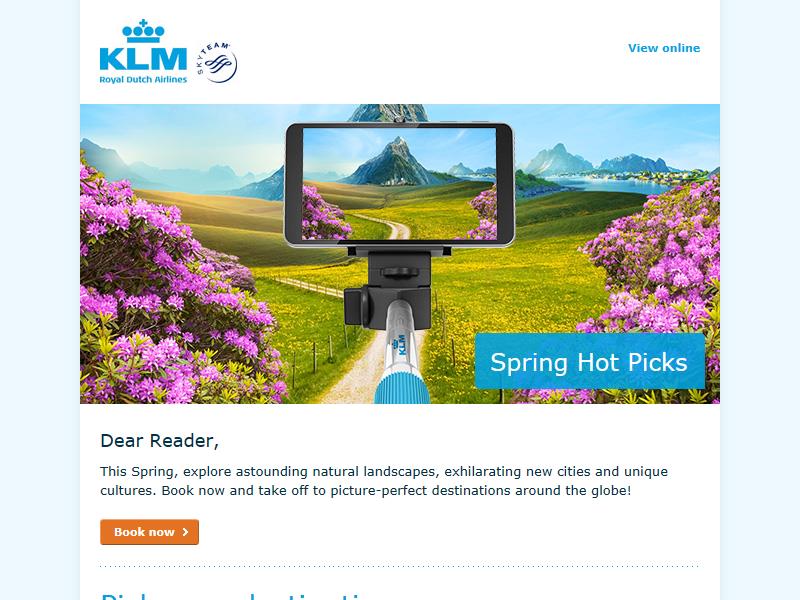 KLM
Royal Dutch Airlines
SKYTEAM
View online
KLM
Spring Hot Picks
Dear Reader,
This Spring, explore astounding natural landscapes, exhilarating new cities and unique
cultures. Book now and take off to picture-perfect destinations around the globe!
Book now